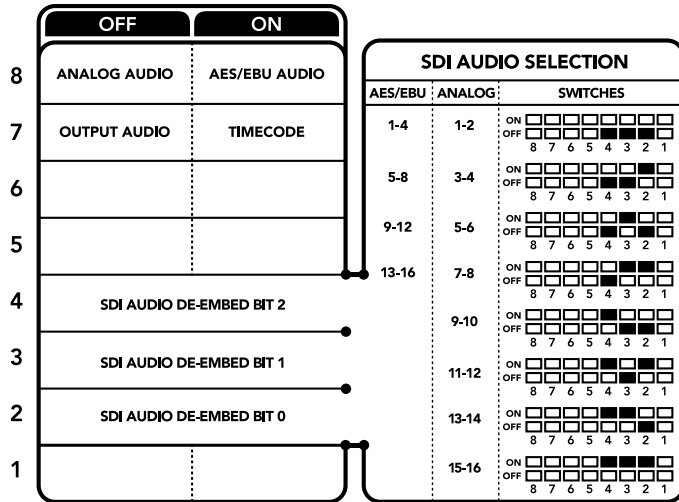 OFF ON
8 ANALOG AUDIO AES/EBU AUDIO
7 OUTPUT AUDIO TIMECODE
6
5
4 SDI AUDIO DE-EMBED BIT 2
3 SDI AUDIO DE-EMBED BIT 1
2 SDI AUDIO DE-EMBED BIT 0
1
SDI AUDIO SELECTION
AES/EBU ANALOG SWITCHES
1-4 1-2 ON
OFF
8 7 6 5 4 3 2 1
5-8 3-4 ON
OFF
8 7 6 5 4 3 2 1
9-12 5-6 ON
OFF
8 7 6 5 4 3 2 1
13-16 7-8 ON
OFF
8 7 6 5 4 3 2 1
9-10 ON
OFF
8 7 6 5 4 3 2 1
11-12 ON
OFF
8 7 6 5 4 3 2 1
13-14 ON
OFF
8 7 6 5 4 3 2 1
15-16 ON
OFF
8 7 6 5 4 3 2 1